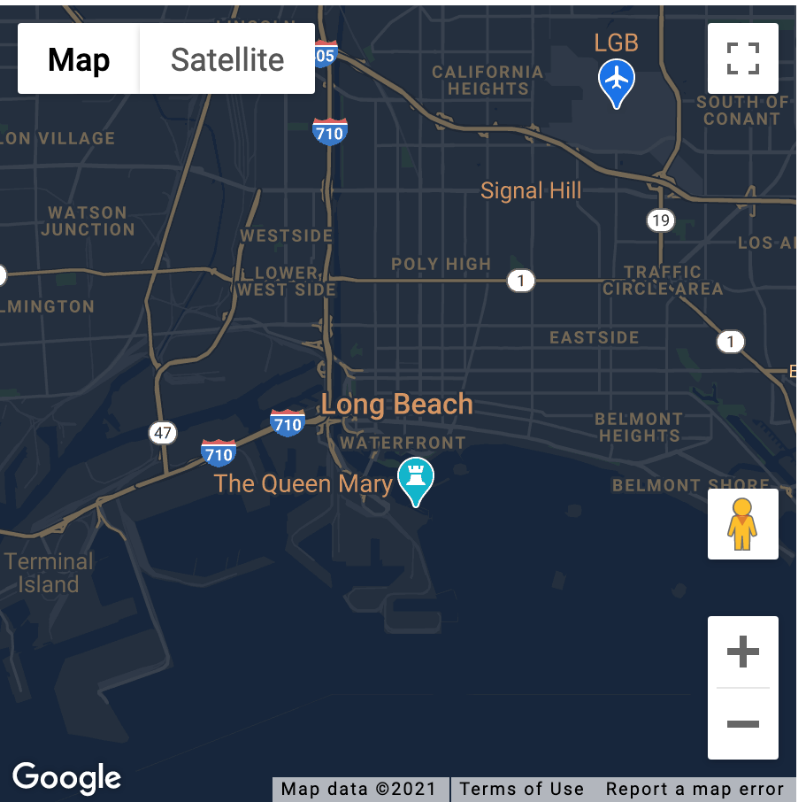 LINCOLN
Map
Satellite
05
LGB
CALIFORNIA
HEIGHTS
SOUTH OF
CONANT
710
LON VILLAGE
Signal Hill
WATSON
JUNCTION
19
WESTSIDE
LOS A
POLY HIGH
LOWER
WEST SIDE
1
TRAFFIC
CIRCLE AREA
LMINGTON
EASTSIDE
1
E
Long Beach
710
BELMONT
HEIGHTS
47
WATERFRONT
710
The Queen Mary
BELMONT SHORE
Terminal
Island
Google
Map data ©2021
Terms of Use
Report a map error